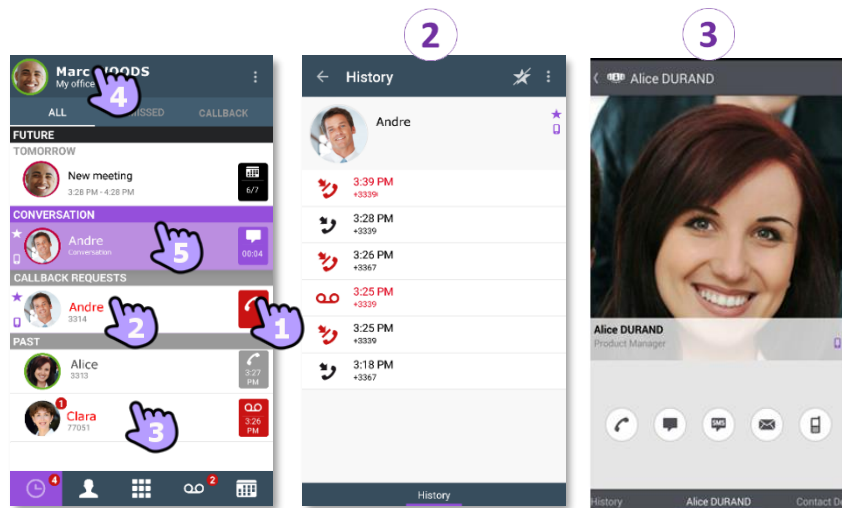 2
3
Marc WOODS
My office
4
ALL
MISSED
CALLBACK
FUTURE
TOMORROW
New meeting
3:28 PM - 4:28 PM
6/7
CONVERSATION
Andre
Conversation
00:04
5
CALLBACK REQUESTS
Andre
3314
2
1
PAST
Alice
3313
3:27
PM
1
Clara
77051
3
3:26
PM
4
2
History
Andre
3:39 PM
+3339
3:28 PM
+3339
3:26 PM
+3367
3:25 PM
+3339
3:25 PM
+3339
3:18 PM
+3367
History
Alice DURAND
Alice DURAND
Product Manager
SMS
History
Alice DURAND
Contact De